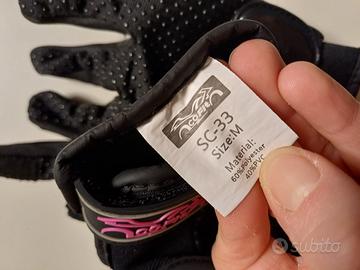 SC-33
Size:M
Material:
60%Polyester
40%PVC
subito